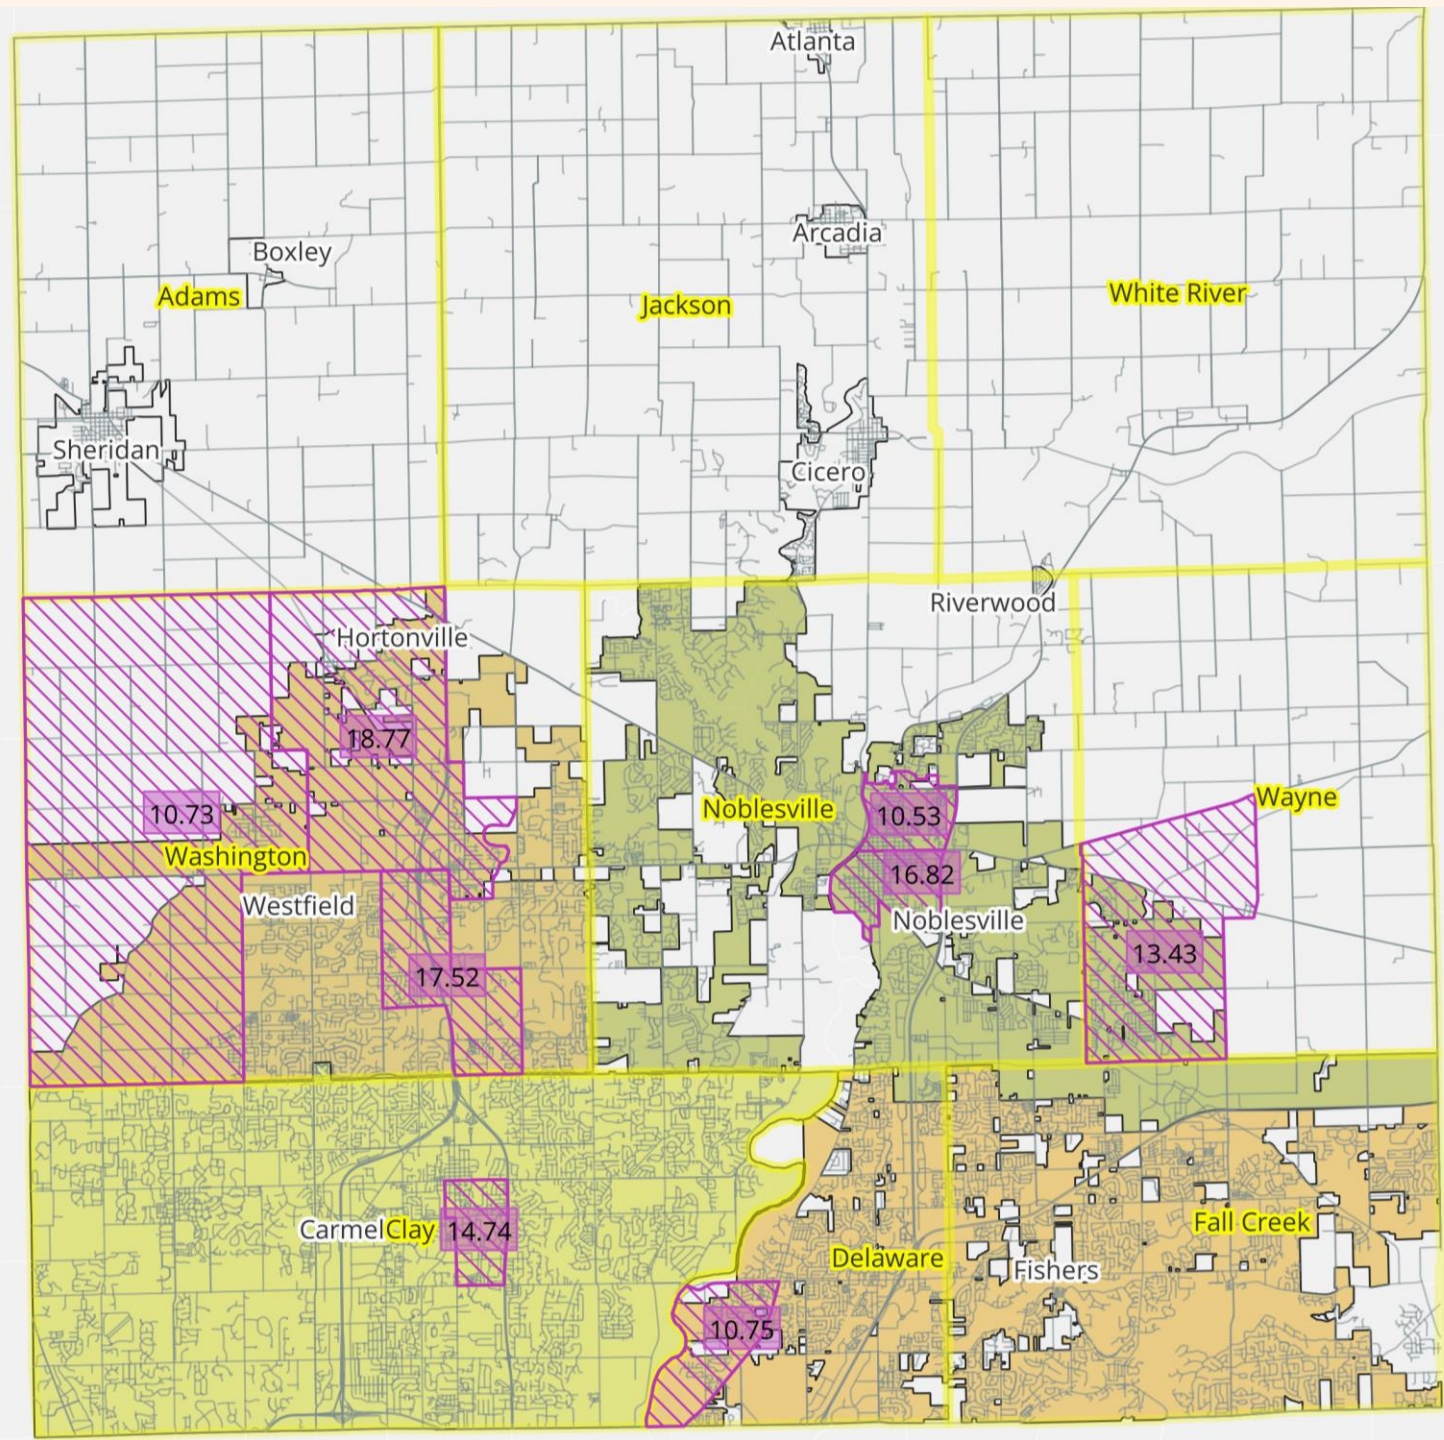 Atlanta
Arcadia
Boxley
Adams
Jackson
White River
Sheridan
Cicero
Riverwood
Hortonville
18.77
10.73
Noblesville
10.53
Wayne
Washington
16.82
Westfield
Noblesville
13.43
17.52
Carmel Clay
14.74
Fall Creek
Delaware
Fishers
10.75